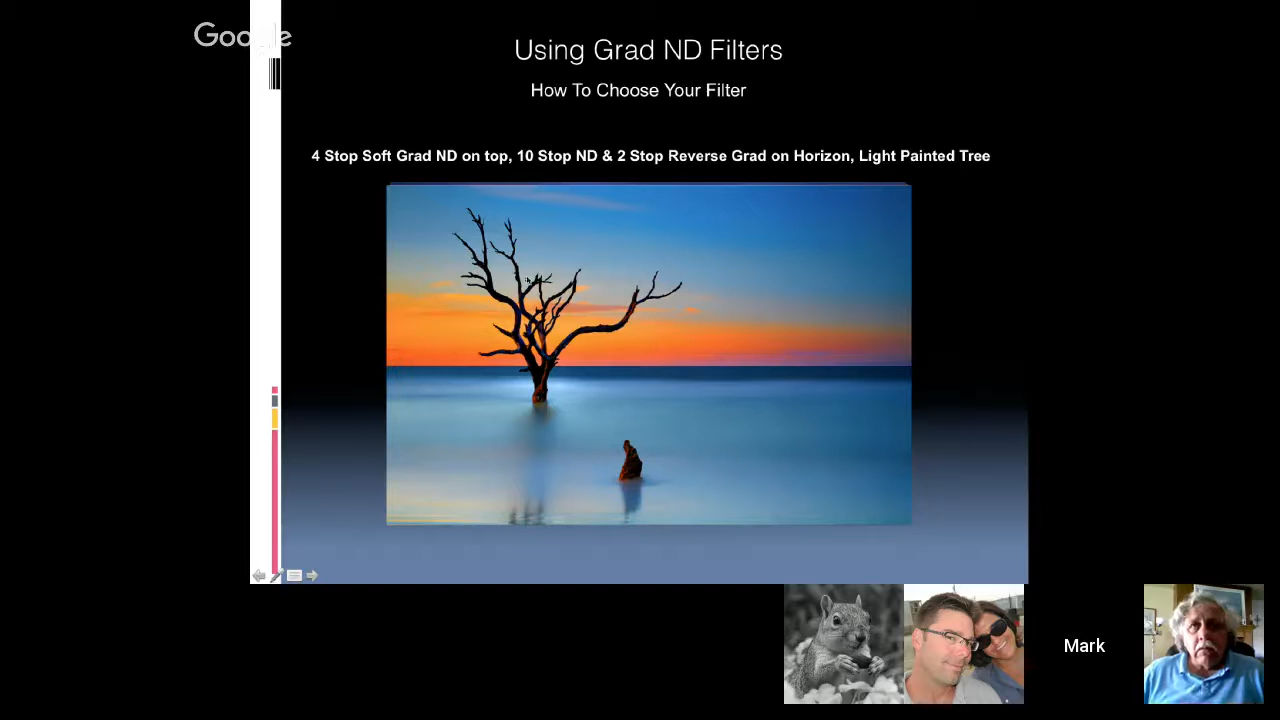 Google
Using Grad ND Filters
How To Choose Your Filter
4 Stop Soft Grad ND on top, 10 Stop ND & 2 Stop Reverse Grad on Horizon, Light Painted Tree
Mark